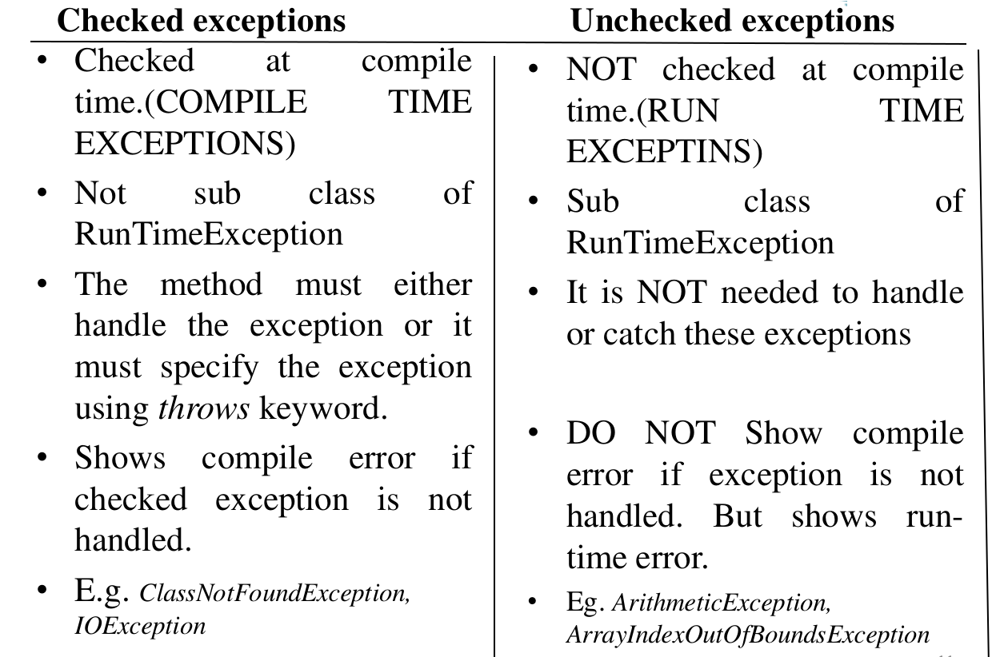 Checked exceptions
• Checked at compile
time.(COMPILE TIME
EXCEPTIONS)
• Not sub class of
RunTimeException
• The method must either
handle the exception or it
must specify the exception
using throws keyword.
• Shows compile error if
checked exception is not
handled.
• E.g. ClassNotFoundException,
IOException
Unchecked exceptions
• NOT checked at compile
time.(RUN TIME
EXCEPTINS)
• Sub class of
RunTimeException
• It is NOT needed to handle
or catch these exceptions
• DO NOT Show compile
error if exception is not
handled. But shows run-
time error.
• Eg. ArithmeticException,
ArrayIndexOutOfBoundsException